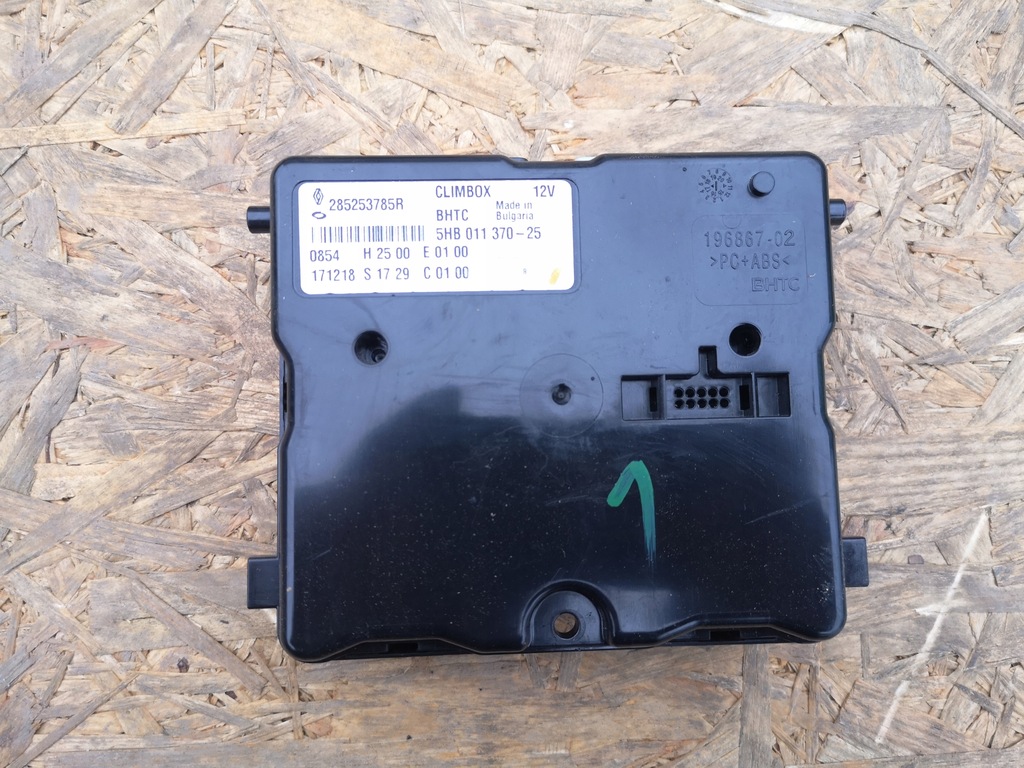 285253785R CLIMBOX 12V
BHTC Made in Bulgaria
5HB 011 370-25
0854 H 25 00 E 01 00
171218 S 17 29 C 01 00
196867-02
>PC+ABS<
BHTC
1